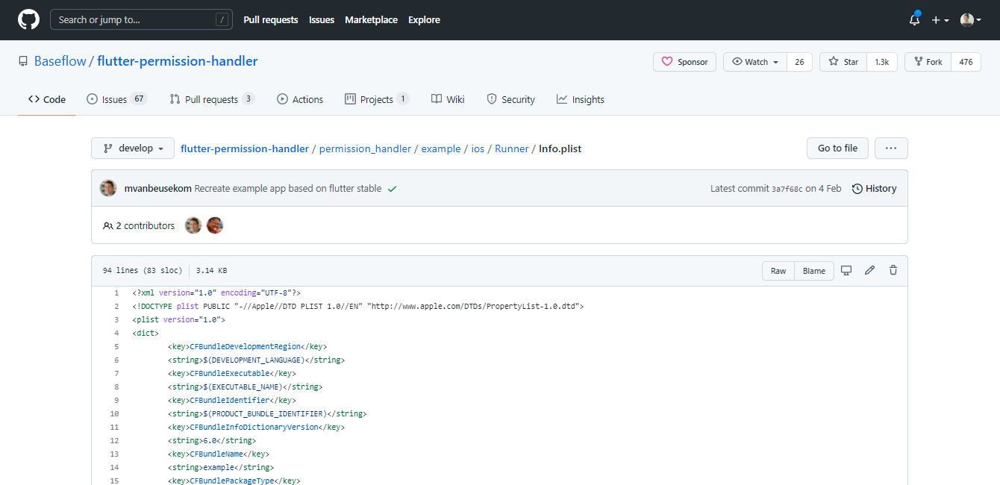 Search or jump to... /
Pull requests Issues Marketplace Explore
Baseflow / flutter-permission-handler
Sponsor Watch 26 Star 1.3k Fork 476
Code Issues 67 Pull requests 3 Actions Projects 1 Wiki Security Insights
develop flutter-permission-handler / permission_handler / example / ios / Runner / Info.plist Go to file ...
mvanbeusekom Recreate example app based on flutter stable Latest commit 3a7f68c on 4 Feb History
2 contributors
94 lines (83 sloc) 3.14 KB Raw Blame
1 <?xml version="1.0" encoding="UTF-8"?>
2 <!DOCTYPE plist PUBLIC "-//Apple//DTD PLIST 1.0//EN" "http://www.apple.com/DTDs/PropertyList-1.0.dtd">
3 <plist version="1.0">
4 <dict>
5 <key>CFBundleDevelopmentRegion</key>
6 <string>$(DEVELOPMENT_LANGUAGE)</string>
7 <key>CFBundleExecutable</key>
8 <string>$(EXECUTABLE_NAME)</string>
9 <key>CFBundleIdentifier</key>
10 <string>$(PRODUCT_BUNDLE_IDENTIFIER)</string>
11 <key>CFBundleInfoDictionaryVersion</key>
12 <string>6.0</string>
13 <key>CFBundleName</key>
14 <string>example</string>
15 <key>CFBundlePackageType</key>